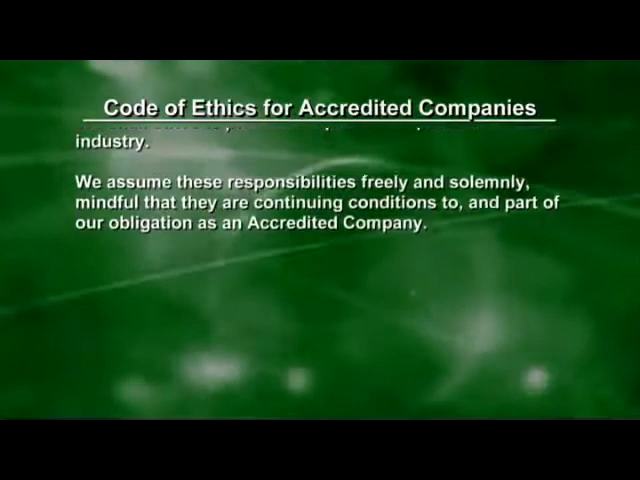 Code of Ethics for Accredited Companies
industry.
We assume these responsibilities freely and solemnly,
mindful that they are continuing conditions to, and part of
our obligation as an Accredited Company.